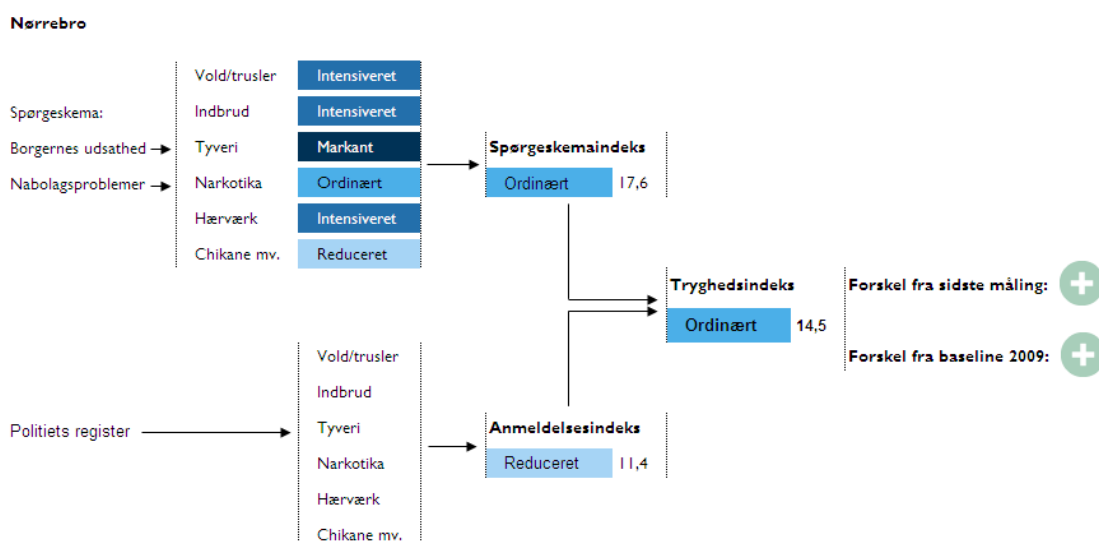 Nørrebro
Vold/trusler Intensiveret
Spørgeskema: Indbrud Intensiveret
Borgernes udsathed Tyveri Markant Spørgeskemaindeks
Nabolagsproblemer Narkotika Ordinært Ordinært 17,6
Hærværk Intensiveret
Chikane mv. Reduceret
Tryghedsindeks Forskel fra sidste måling:
Ordinært 14,5
Vold/trusler Forskel fra baseline 2009:
Indbrud
Politiets register Tyveri Anmeldelsesindeks
Narkotika Reduceret 11,4
Hærværk
Chikane mv.